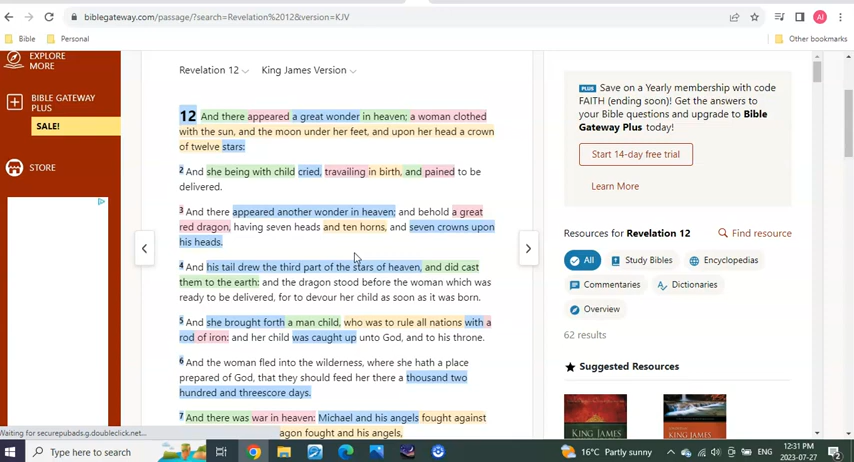 biblegateway.com/passage/?search=Revelation%2012&version=KJV
AI
Bible
Personal
Other bookmarks
EXPLORE
MORE
BIBLE GATEWAY
PLUS
SALE!
STORE
Revelation 12
King James Version
12 And there appeared a great wonder in heaven; a woman clothed
with the sun, and the moon under her feet, and upon her head a crown
of twelve stars:
2 And she being with child cried, travailing in birth, and pained to be
delivered.
3 And there appeared another wonder in heaven; and behold a great
red dragon, having seven heads and ten horns, and seven crowns upon
his heads.
4 And his tail drew the third part of the stars of heaven, and did cast
them to the earth: and the dragon stood before the woman which was
ready to be delivered, for to devour her child as soon as it was born.
5 And she brought forth a man child, who was to rule all nations with a
rod of iron: and her child was caught up unto God, and to his throne.
6 And the woman fled into the wilderness, where she hath a place
prepared of God, that they should feed her there a thousand two
hundred and threescore days.
7 And there was war in heaven: Michael and his angels fought against
agon fought and his angels,
PLUS Save on a Yearly membership with code
FAITH (ending soon)! Get the answers to
your Bible questions and upgrade to Bible
Gateway Plus today!
Start 14-day free trial
Learn More
Resources for Revelation 12
Find resource
All
Study Bibles
Encyclopedias
Commentaries
Dictionaries
Overview
62 results
Suggested Resources
KING JAMES
KING JAMES
Waiting for securepubads.g.doubleclick.net...
Type here to search
16°C Partly sunny
ENG
12:31 PM
2023-07-27
2